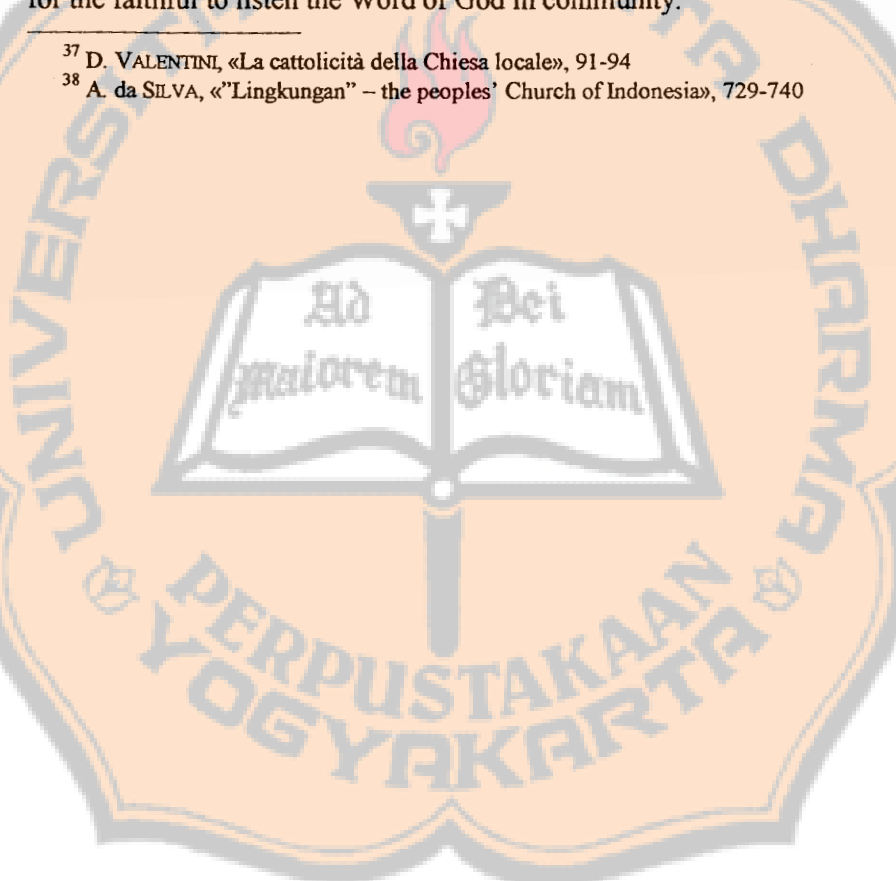 for the faithful to listen the Word of God in community.
37 D. VALENTINI, «La cattolicità della Chiesa locale», 91-94
38 A. da SILVA, «”Lingkungan” – the peoples’ Church of Indonesia», 729-740
UNIVERSITA TA DHARMA
Ad Dei
maiorem Gloriam
PERPUSTAKAAN
YOGYAKARTA